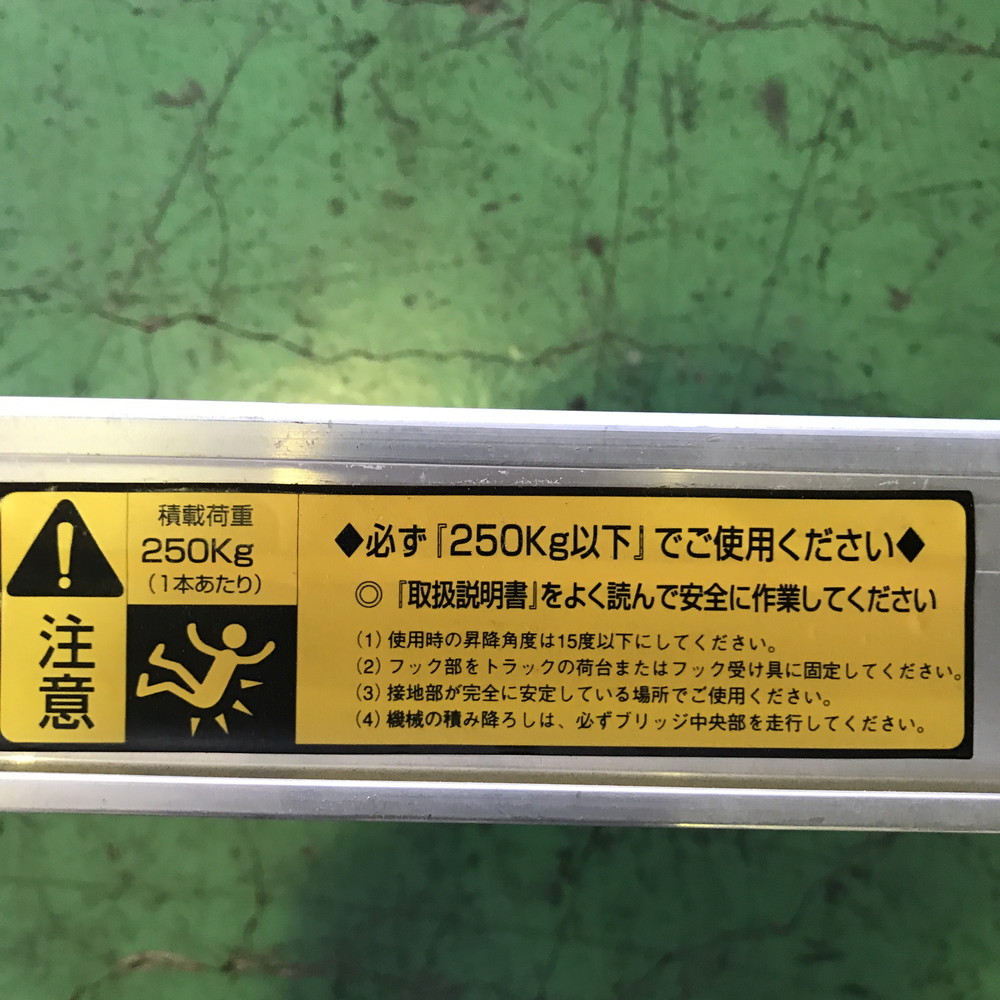 注意
積載荷重
250Kg
(1本あたり)
◆必ず『250Kg以下』でご使用ください◆
◎『取扱説明書』をよく読んで安全に作業してください
(1) 使用時の昇降角度は15度以下にしてください。
(2) フック部をトラックの荷台またはフック受け具に固定してください。
(3) 接地部が完全に安定している場所でご使用ください。
(4) 機械の積み降ろしは、必ずブリッジ中央部を走行してください。